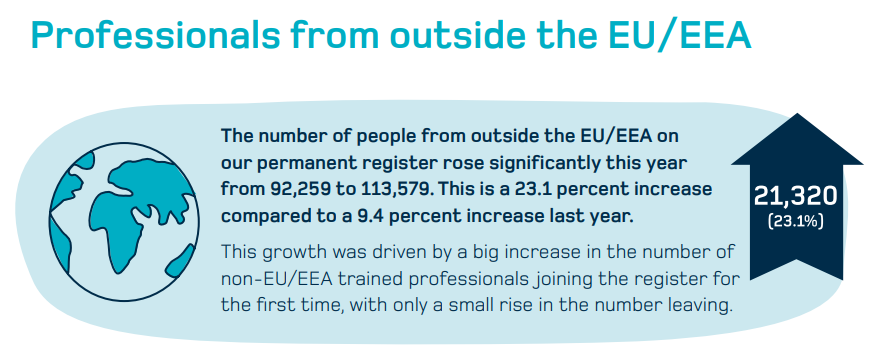 Professionals from outside the EU/EEA
The number of people from outside the EU/EEA on
our permanent register rose significantly this year
from 92,259 to 113,579. This is a 23.1 percent increase
compared to a 9.4 percent increase last year.
21,320
(23.1%)
This growth was driven by a big increase in the number of
non-EU/EEA trained professionals joining the register for
the first time, with only a small rise in the number leaving.